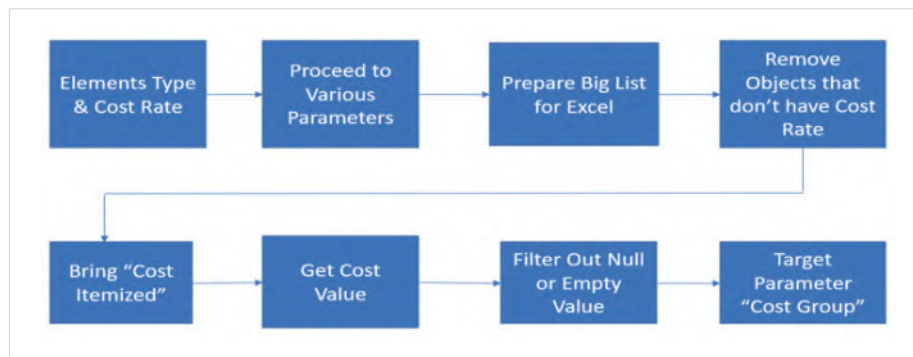 Elements Type
& Cost Rate
Proceed to
Various
Parameters
Prepare Big List
for Excel
Remove
Objects that
don’t have Cost
Rate
Bring “Cost
Itemized”
Get Cost
Value
Filter Out Null
or Empty
Value
Target
Parameter
“Cost Group”